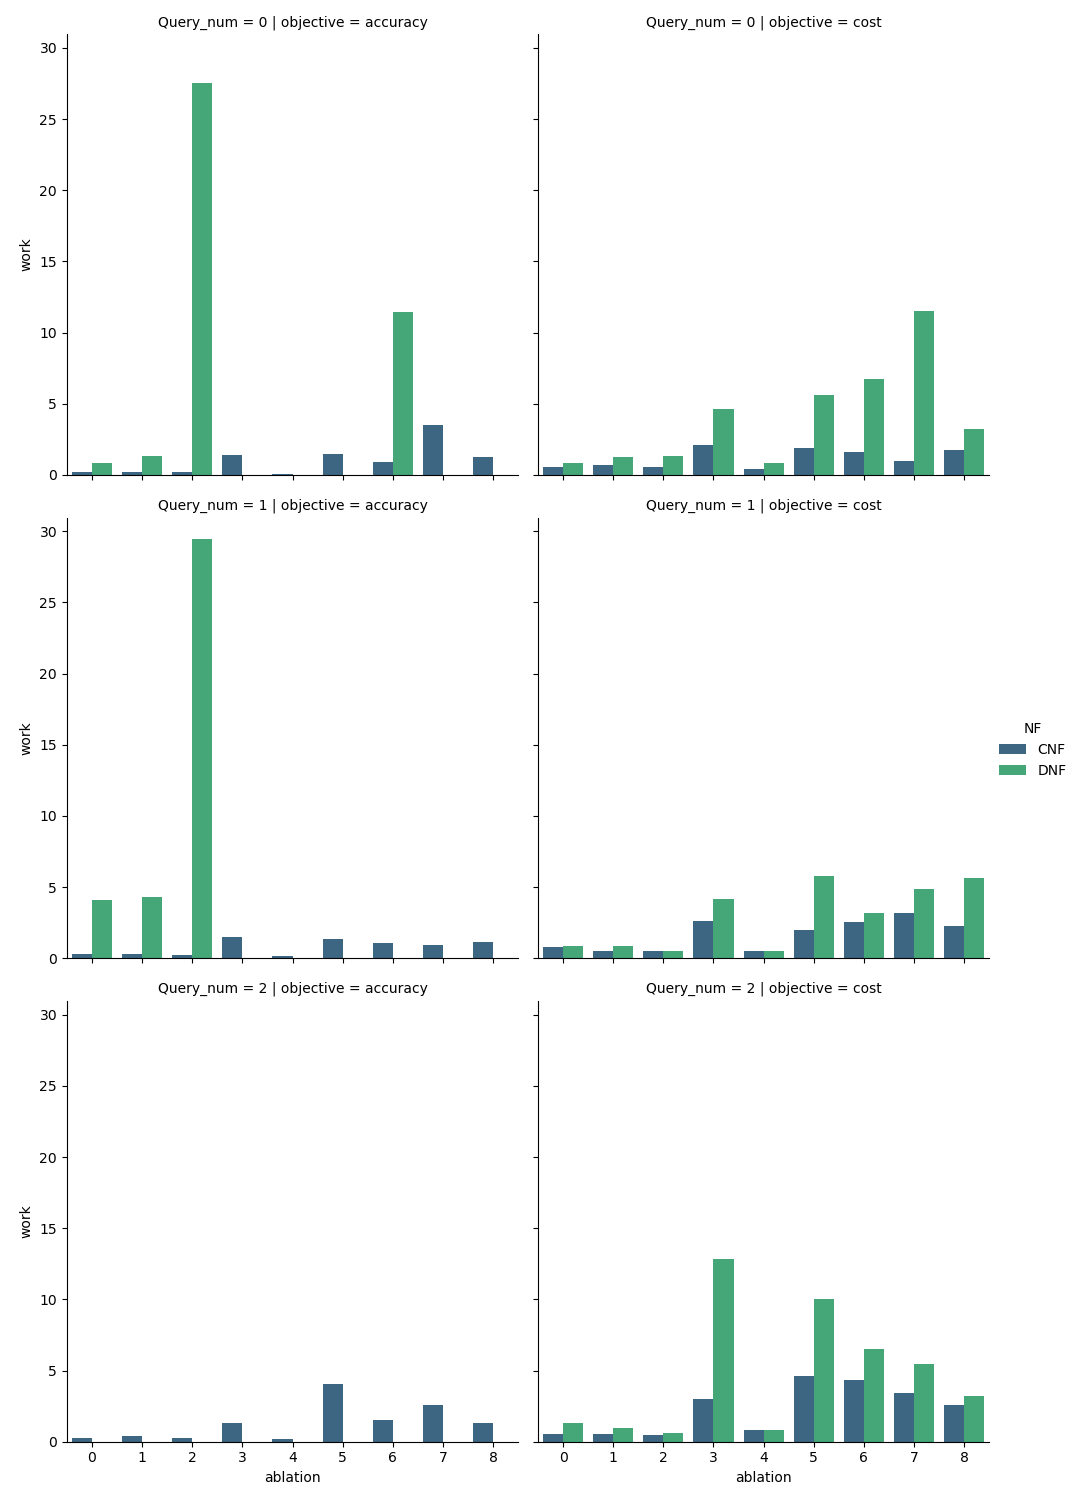 Query_num = 0 | objective = accuracy
Query_num = 0 | objective = cost
30
25
20
15
10
5
0
work
Query_num = 1 | objective = accuracy
Query_num = 1 | objective = cost
30
25
20
15
10
5
0
work
NF
CNF
DNF
Query_num = 2 | objective = accuracy
Query_num = 2 | objective = cost
30
25
20
15
10
5
0
work
0 1 2 3 4 5 6 7 8
ablation
0 1 2 3 4 5 6 7 8
ablation